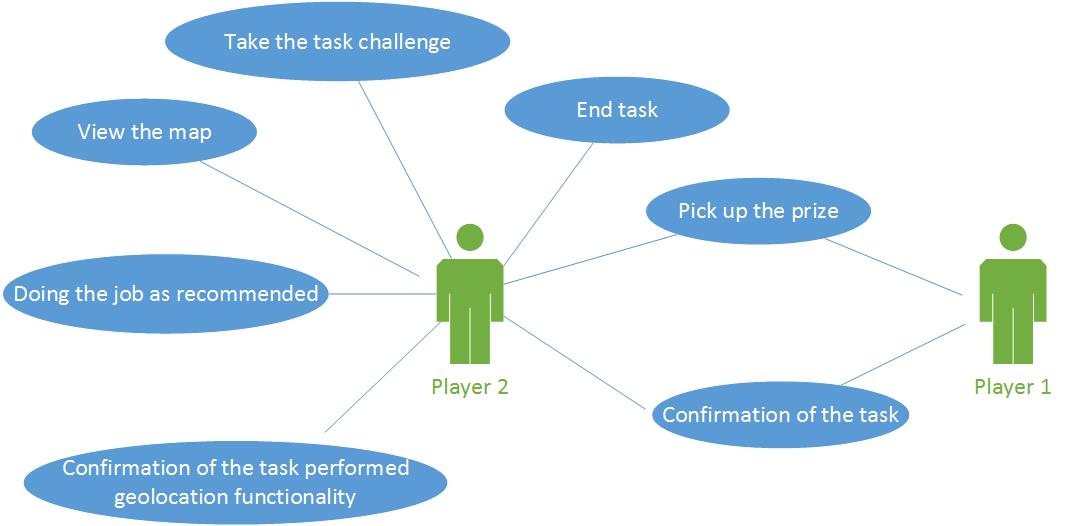 Take the task challenge
End task
View the map
Pick up the prize
Doing the job as recommended
Player 2
Player 1
Confirmation of the task
Confirmation of the task performed
geolocation functionality